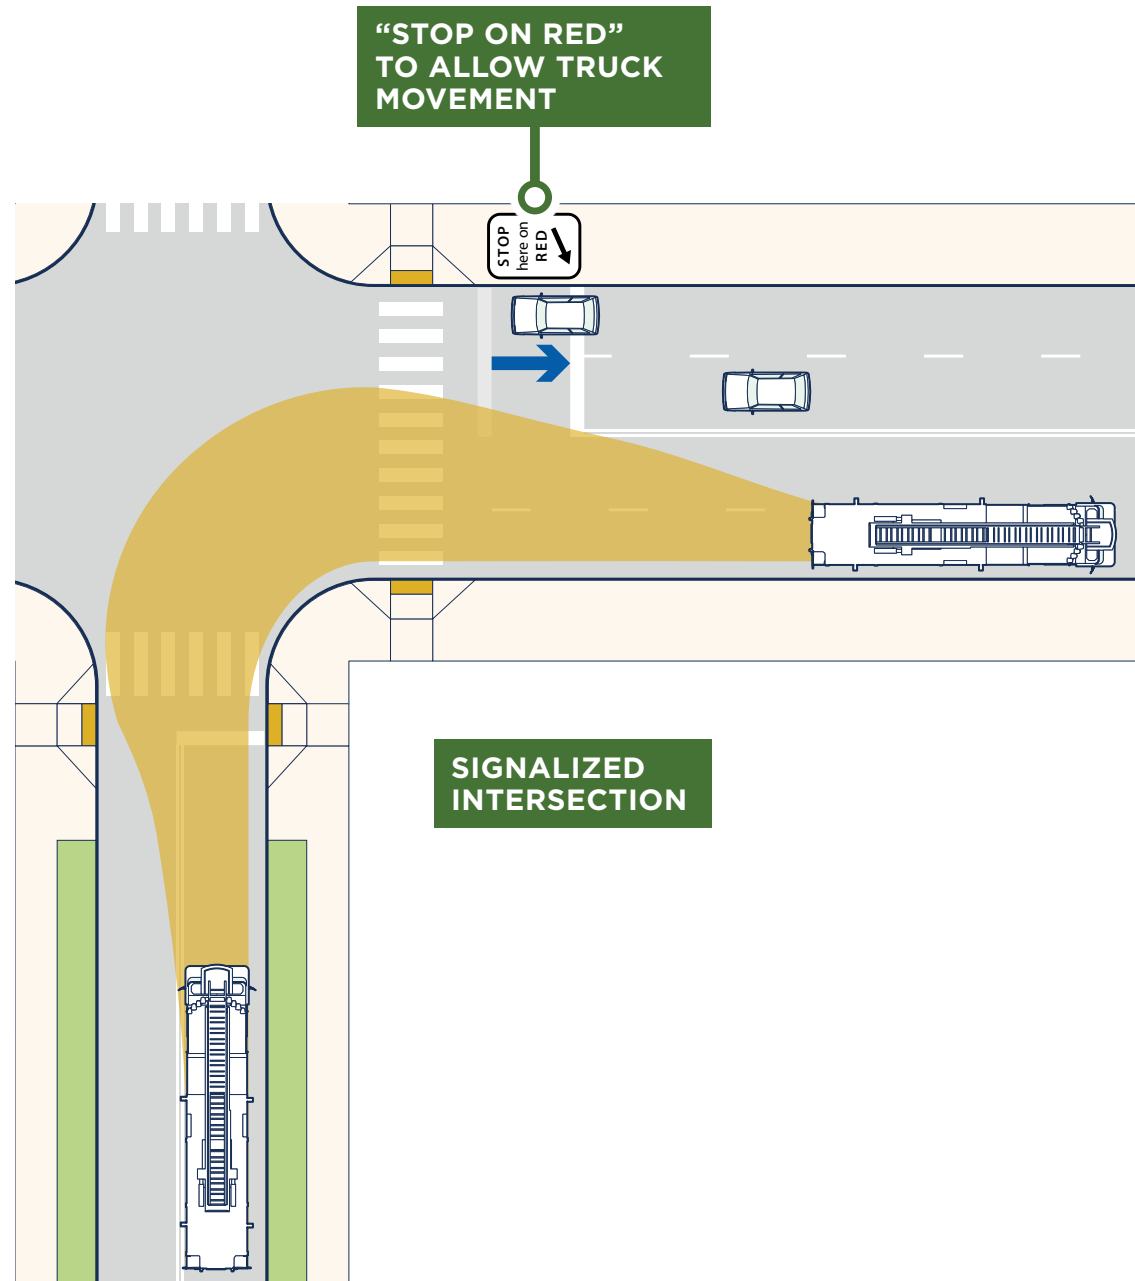 “STOP ON RED”
TO ALLOW TRUCK
MOVEMENT
STOP
here on
RED
SIGNALIZED
INTERSECTION